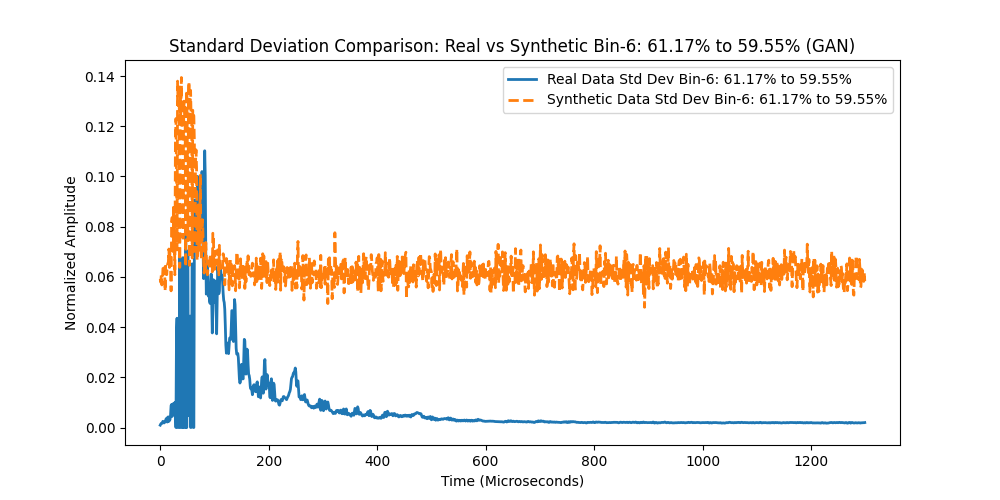 Standard Deviation Comparison: Real vs Synthetic Bin-6: 61.17% to 59.55% (GAN)
Real Data Std Dev Bin-6: 61.17% to 59.55%
Synthetic Data Std Dev Bin-6: 61.17% to 59.55%
Normalized Amplitude
0.14
0.12
0.10
0.08
0.06
0.04
0.02
0.00
0 200 400 600 800 1000 1200
Time (Microseconds)